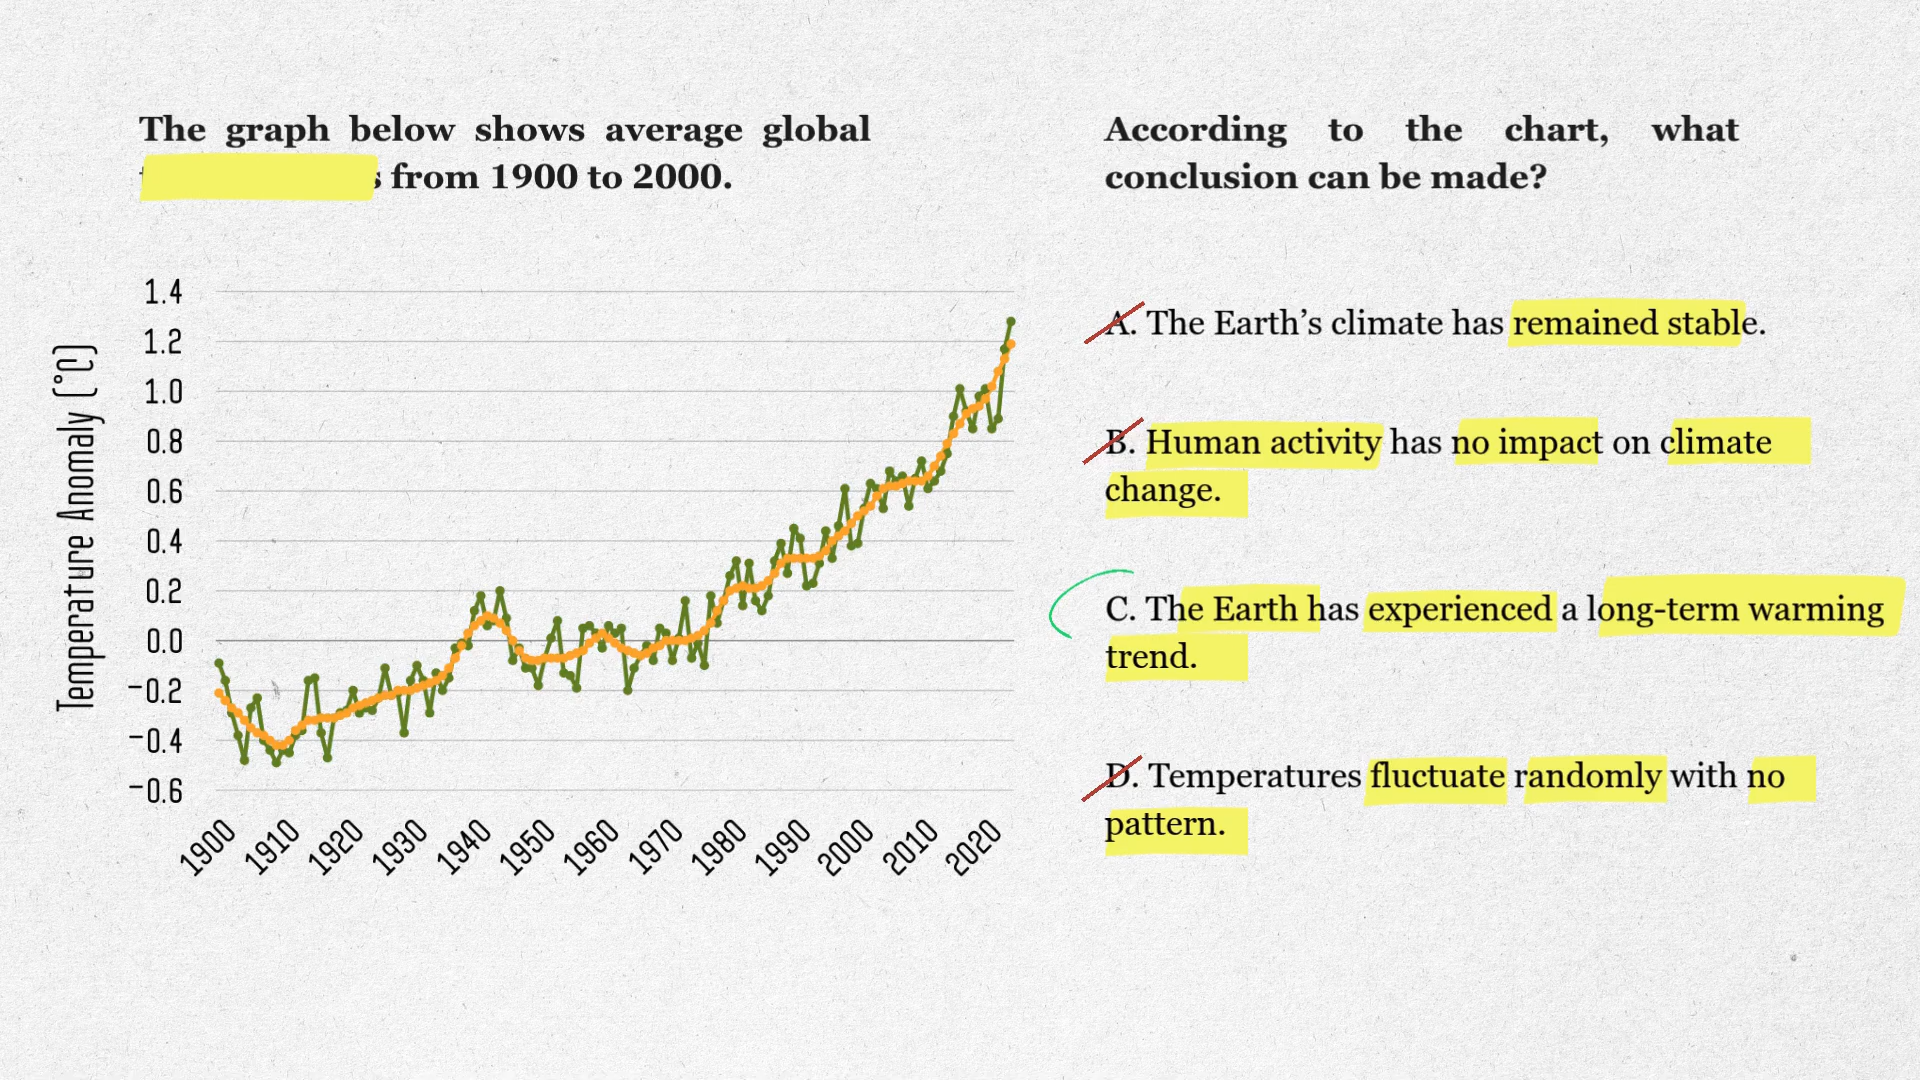 The graph below shows average global
from 1900 to 2000.
1.4
1.2
1.0
0.8
0.6
0.4
0.2
0.0
−0.2
−0.4
−0.6
Temperature Anomaly (°C)
1900
1910
1920
1930
1940
1950
1960
1970
1980
1990
2000
2010
2020
According to the chart, what
conclusion can be made?
A. The Earth’s climate has remained stable.
B. Human activity has no impact on climate
change.
C. The Earth has experienced a long-term warming
trend.
D. Temperatures fluctuate randomly with no
pattern.